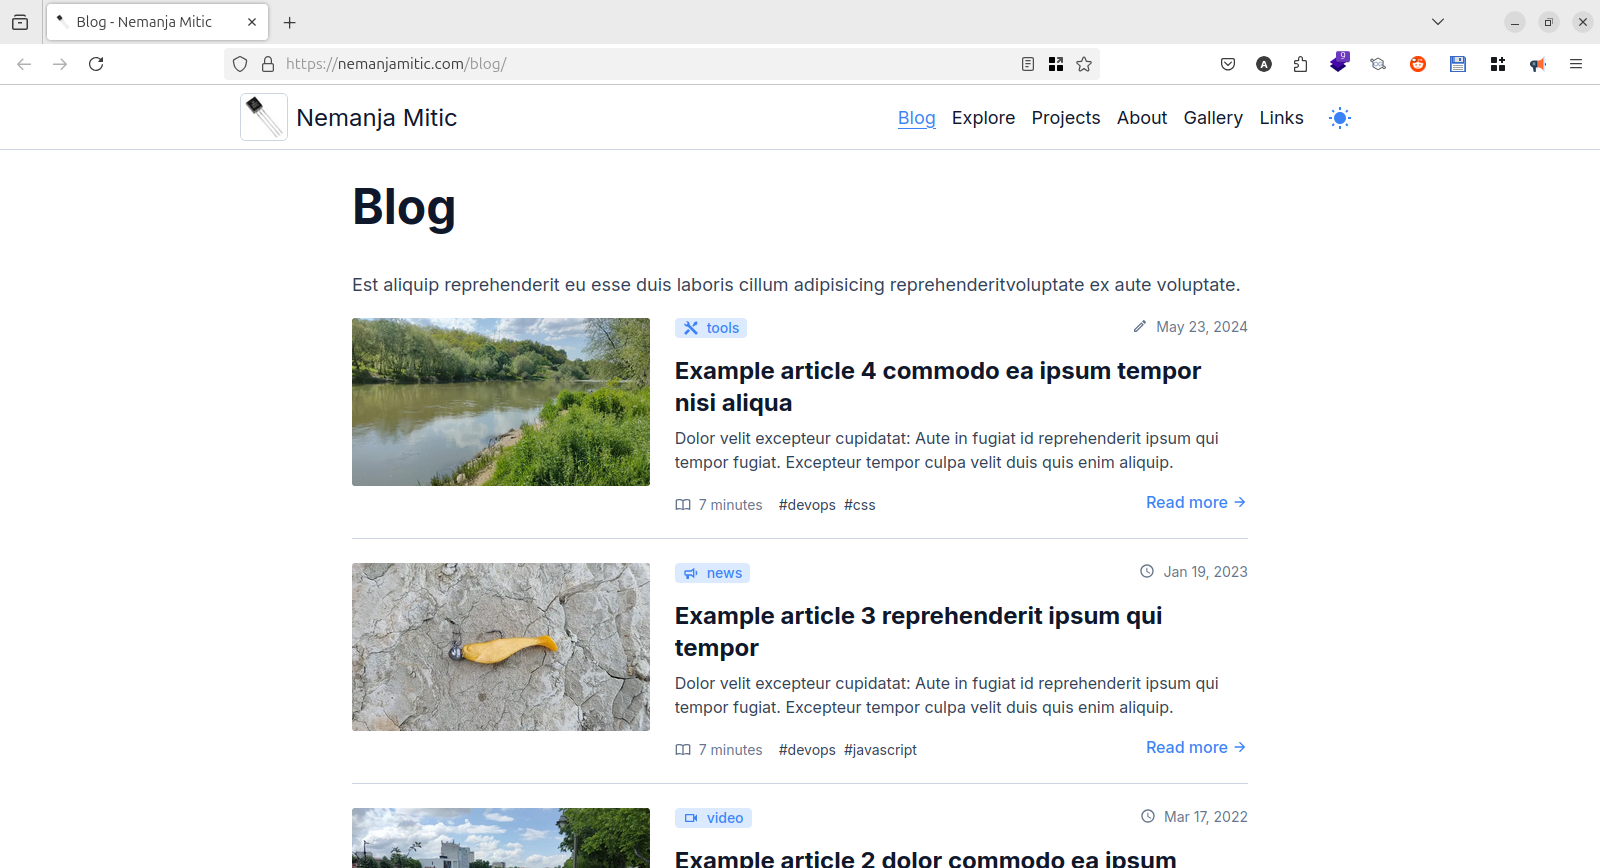 Blog - Nemanja Mitic
https://nemanjamitic.com/blog/
9
A
Nemanja Mitic
Blog Explore Projects About Gallery Links
Blog
Est aliquip reprehenderit eu esse duis laboris cillum adipisicing reprehenderitvoluptate ex aute voluptate.
tools
May 23, 2024
Example article 4 commodo ea ipsum tempor
nisi aliqua
Dolor velit excepteur cupidatat: Aute in fugiat id reprehenderit ipsum qui
tempor fugiat. Excepteur tempor culpa velit duis quis enim aliquip.
7 minutes #devops #css
Read more →
news
Jan 19, 2023
Example article 3 reprehenderit ipsum qui
tempor
Dolor velit excepteur cupidatat: Aute in fugiat id reprehenderit ipsum qui
tempor fugiat. Excepteur tempor culpa velit duis quis enim aliquip.
7 minutes #devops #javascript
Read more →
video
Mar 17, 2022
Example article 2 dolor commodo ea ipsum